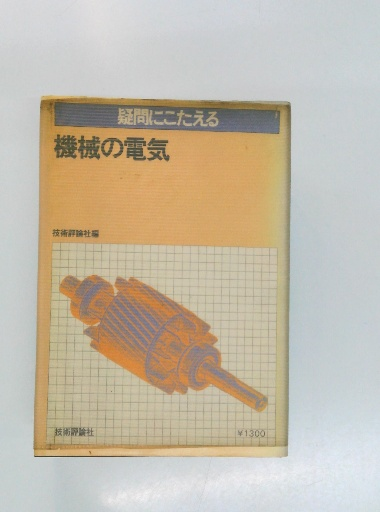 疑問にこたえる
機械の電気
技術評論社編
技術評論社
¥1300